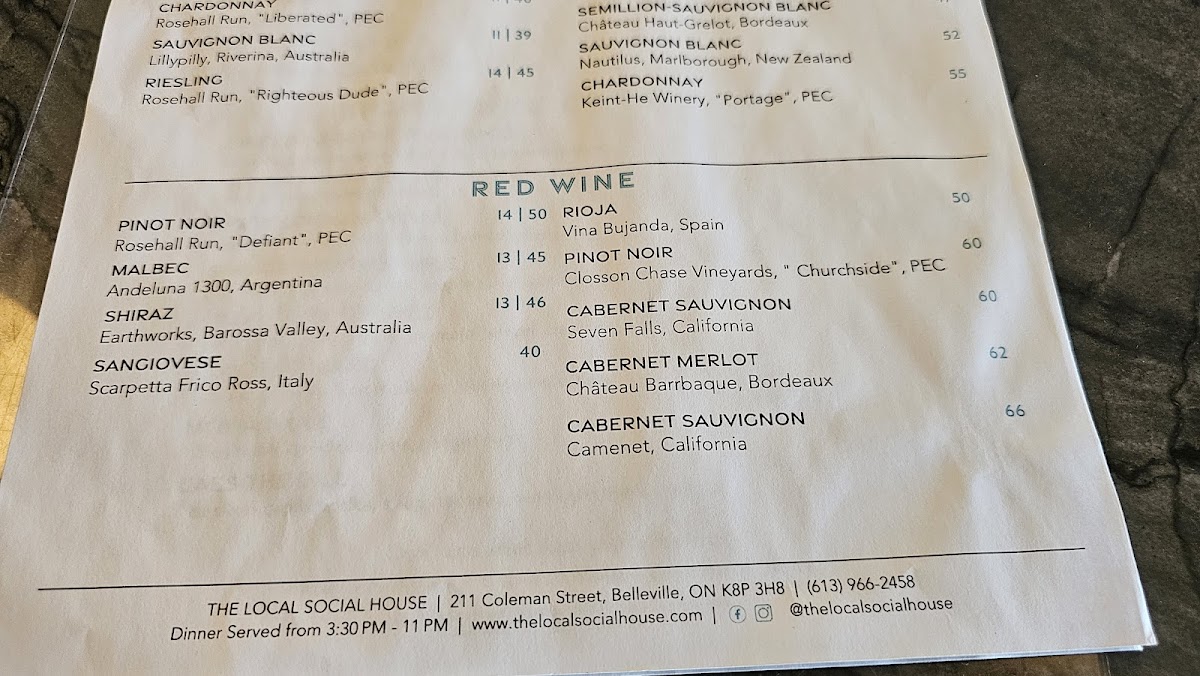 CHARDONNAY
Rosehall Run, "Liberated", PEC
SAUVIGNON BLANC 11 | 39
Lillypilly, Riverina, Australia
RIESLING 14 | 45
Rosehall Run, "Righteous Dude", PEC
SEMILLION-SAUVIGNON BLANC
Château Haut-Grelot, Bordeaux
SAUVIGNON BLANC 52
Nautilus, Marlborough, New Zealand
CHARDONNAY 55
Keint-He Winery, "Portage", PEC
RED WINE
PINOT NOIR 14 | 50
Rosehall Run, "Defiant", PEC
MALBEC 13 | 45
Andeluna 1300, Argentina
SHIRAZ 13 | 46
Earthworks, Barossa Valley, Australia
SANGIOVESE 40
Scarpetta Frico Ross, Italy
RIOJA 50
Vina Bujanda, Spain
PINOT NOIR 60
Closson Chase Vineyards, " Churchside", PEC
CABERNET SAUVIGNON 60
Seven Falls, California
CABERNET MERLOT 62
Château Barrbaque, Bordeaux
CABERNET SAUVIGNON 66
Camenet, California
THE LOCAL SOCIAL HOUSE | 211 Coleman Street, Belleville, ON K8P 3H8 | (613) 966-2458
Dinner Served from 3:30 PM - 11 PM | www.thelocalsocialhouse.com | @thelocalsocialhouse